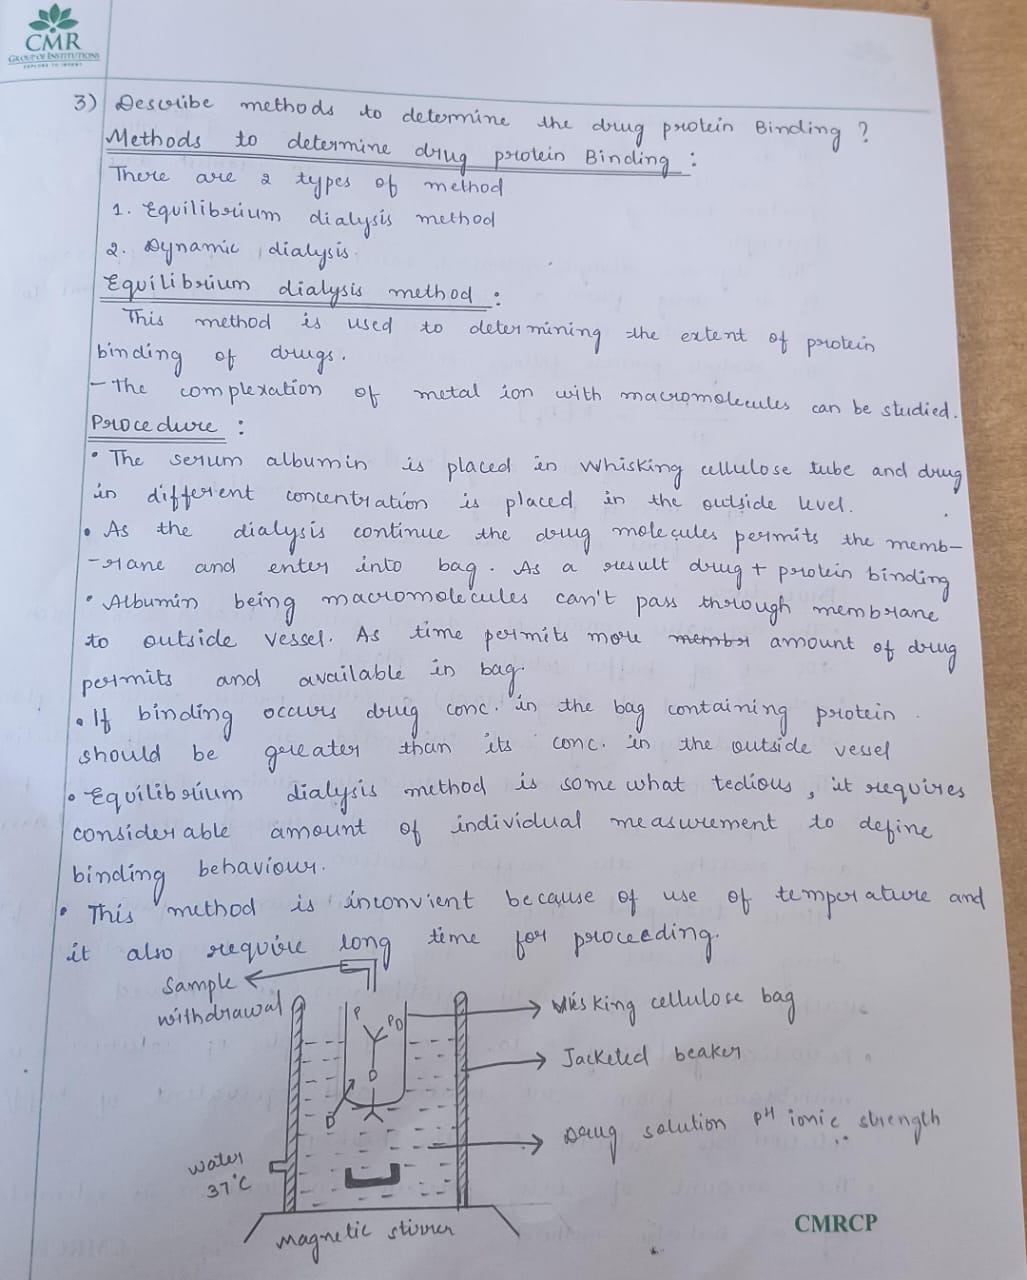 CMR
GROUP OF INSTITUTIONS
EXPLORE TO INVENT
3) Describe methods to determine the drug protein Binding ?
Methods to determine drug protein Binding :
There are 2 types of method
1. Equilibrium dialysis method
2. Dynamic dialysis.
Equilibrium dialysis method :
This method is used to determining the extent of protein
binding of drugs.
- The complexation of metal ion with macromolecules can be studied.
Procedure :
• The serum albumin is placed in whisking cellulose tube and drug
in different concentration is placed in the outside level.
• As the dialysis continue the drug molecules permits the memb-
-rane and enter into bag. As a result drug + protein binding
• Albumin being macromolecules can't pass through membrane
to outside vessel. As time permits more membr amount of drug
permits and available in bag.
• If binding occurs drug conc. in the bag containing protein
should be greater than its conc. in the outside vessel
• Equilibrium dialysis method is some what tedious, it requires
considerable amount of individual measurement to define
binding behaviour.
• This method is inconvient because of use of temperature and
it also require long time for proceeding.
Sample
withdrawal
P
PD
D
D
Visking cellulose bag
Jacketed beaker
Drug solution pH ionic strength
water
37°C
magnetic stirrer
CMRCP